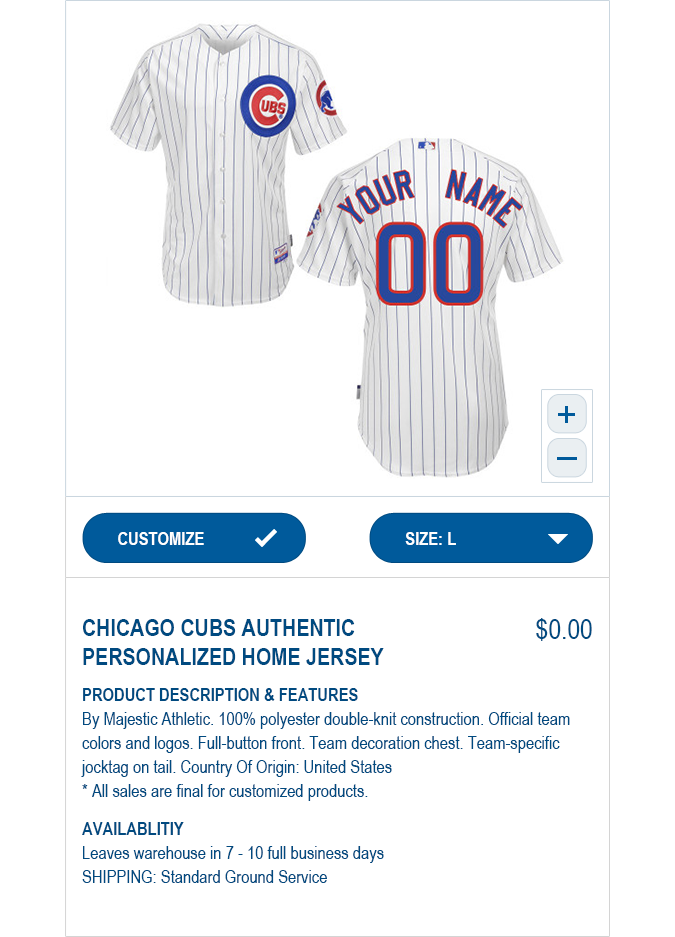 CUBS
YOUR NAME
00
CUSTOMIZE
SIZE: L
CHICAGO CUBS AUTHENTIC
PERSONALIZED HOME JERSEY
$0.00
PRODUCT DESCRIPTION & FEATURES
By Majestic Athletic. 100% polyester double-knit construction. Official team
colors and logos. Full-button front. Team decoration chest. Team-specific
jocktag on tail. Country Of Origin: United States
* All sales are final for customized products.
AVAILABLITIY
Leaves warehouse in 7 - 10 full business days
SHIPPING: Standard Ground Service